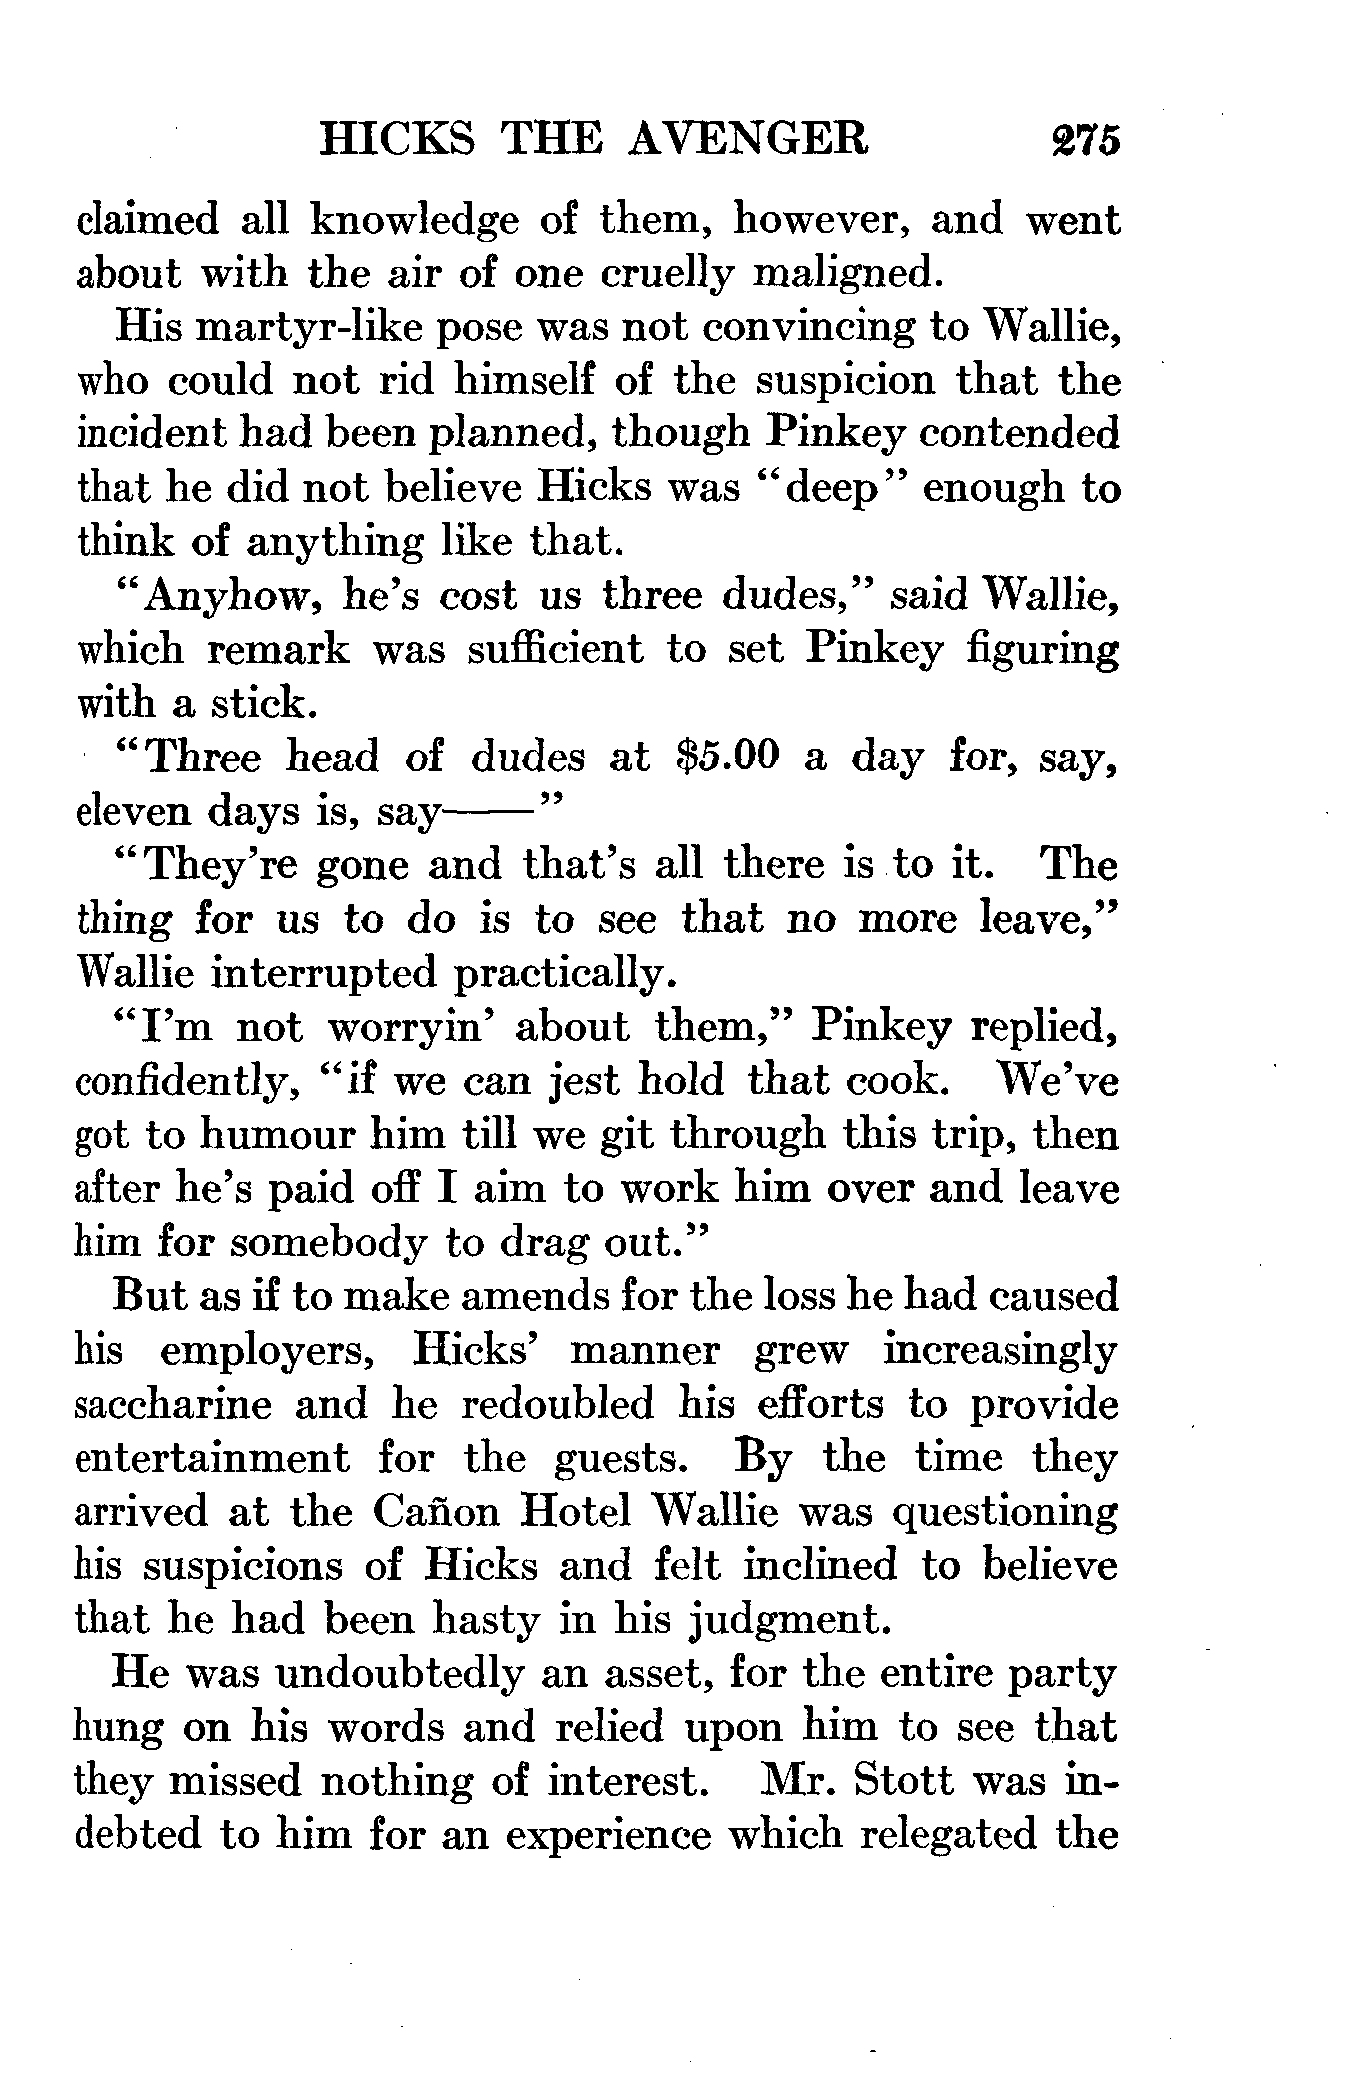 HICKS THE AVENGER 275
claimed all knowledge of them, however, and went
about with the air of one cruelly maligned.
His martyr-like pose was not convincing to Wallie,
who could not rid himself of the suspicion that the
incident had been planned, though Pinkey contended
that he did not believe Hicks was “deep” enough to
think of anything like that.
“Anyhow, he’s cost us three dudes,” said Wallie,
which remark was sufficient to set Pinkey figuring
with a stick.
“Three head of dudes at $5.00 a day for, say,
eleven days is, say——”
“They’re gone and that’s all there is to it. The
thing for us to do is to see that no more leave,”
Wallie interrupted practically.
“I’m not worryin’ about them,” Pinkey replied,
confidently, “if we can jest hold that cook. We’ve
got to humour him till we git through this trip, then
after he’s paid off I aim to work him over and leave
him for somebody to drag out.”
But as if to make amends for the loss he had caused
his employers, Hicks’ manner grew increasingly
saccharine and he redoubled his efforts to provide
entertainment for the guests. By the time they
arrived at the Cañon Hotel Wallie was questioning
his suspicions of Hicks and felt inclined to believe
that he had been hasty in his judgment.
He was undoubtedly an asset, for the entire party
hung on his words and relied upon him to see that
they missed nothing of interest. Mr. Stott was in-
debted to him for an experience which relegated the